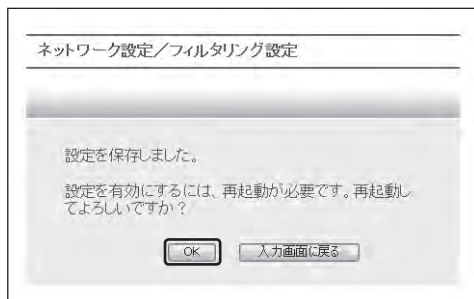 ネットワーク設定／フィルタリング設定
設定を保存しました。
設定を有効にするには、再起動が必要です。再起動し
てよろしいですか？
OK
入力画面に戻る